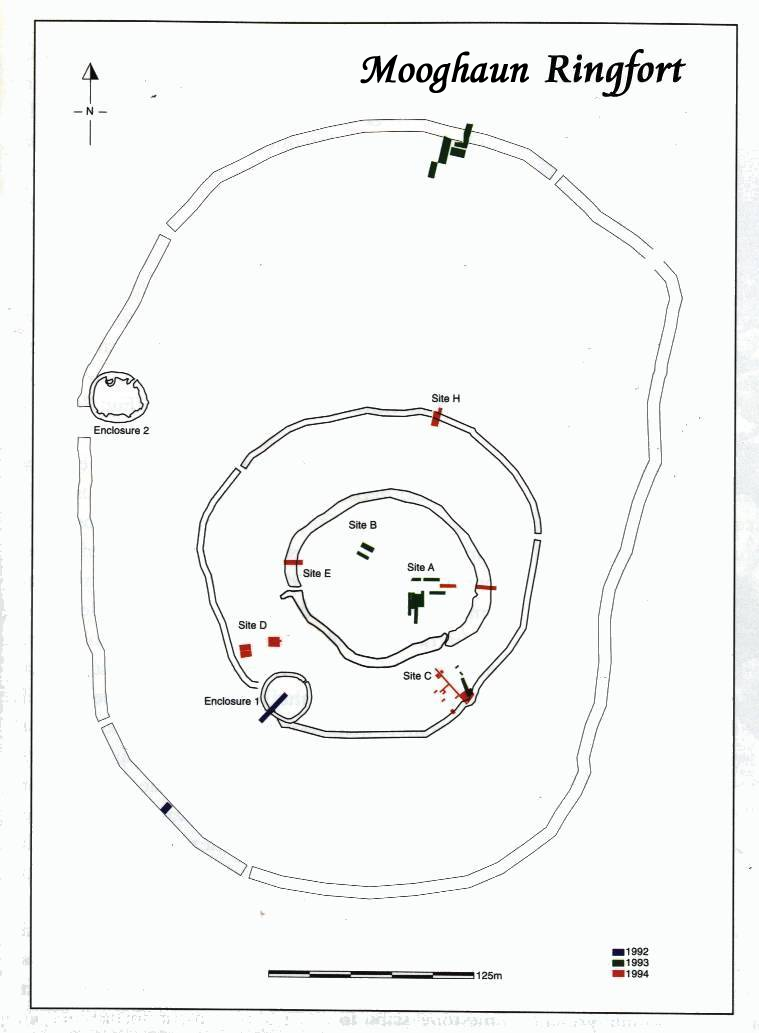 Mooghaun Ringfort
N
Site H
Enclosure 2
Site B
Site A
Site E
Site D
Site C
Enclosure 1
125m
1992
1993
1994